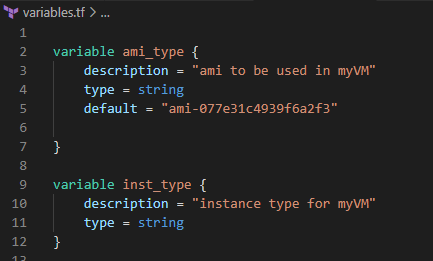 variables.tf > ...
1
2 variable ami_type {
3     description = "ami to be used in myVM"
4     type = string
5     default = "ami-077e31c4939f6a2f3"
6
7 }
8
9 variable inst_type {
10     description = "instance type for myVM"
11     type = string
12 }
13